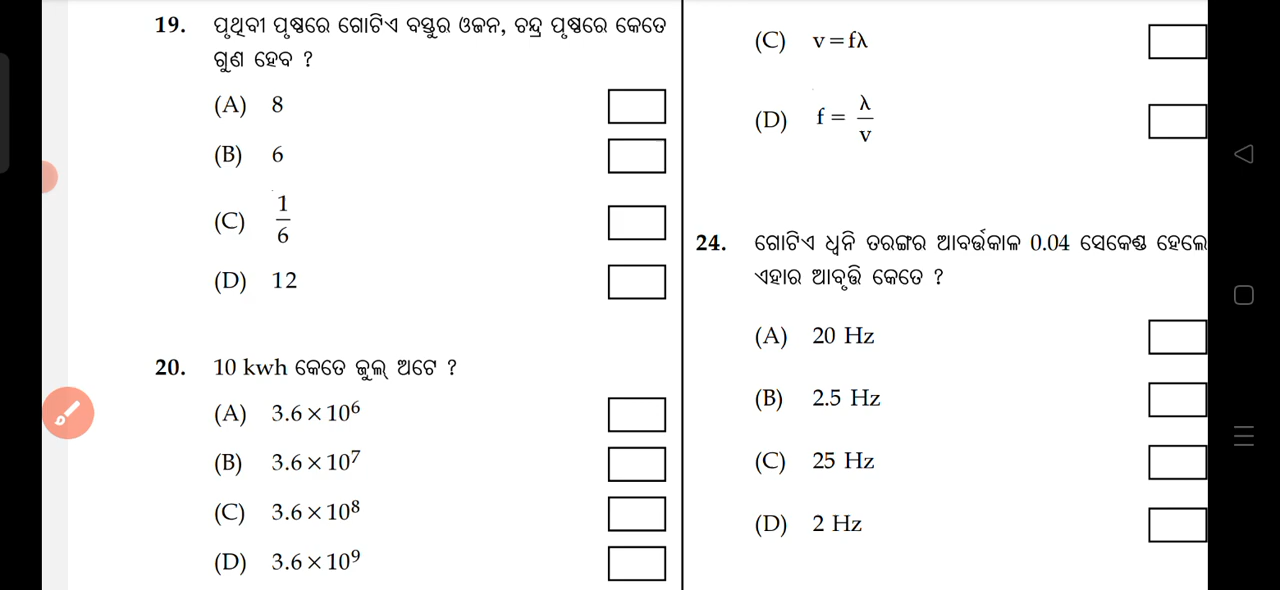 19. ପୃଥିବୀ ପୃଷ୍ଠରେ ଗୋଟିଏ ବସ୍ତୁର ଓଜନ, ଚନ୍ଦ୍ର ପୃଷ୍ଠରେ କେତେ
ଗୁଣ ହେବ ?
(A) 8
(B) 6
(C) 1/6
(D) 12
20. 10 kwh କେତେ ଜୁଲ୍ ଅଟେ ?
(A) 3.6×10⁶
(B) 3.6×10⁷
(C) 3.6×10⁸
(D) 3.6×10⁹
(C) v=fλ
(D) f = λ/v
24. ଗୋଟିଏ ଧ୍ୱନି ତରଙ୍ଗର ଆବର୍ତ୍ତକାଳ 0.04 ସେକେଣ୍ଡ ହେଲେ
ଏହାର ଆବୃତ୍ତି କେତେ ?
(A) 20 Hz
(B) 2.5 Hz
(C) 25 Hz
(D) 2 Hz